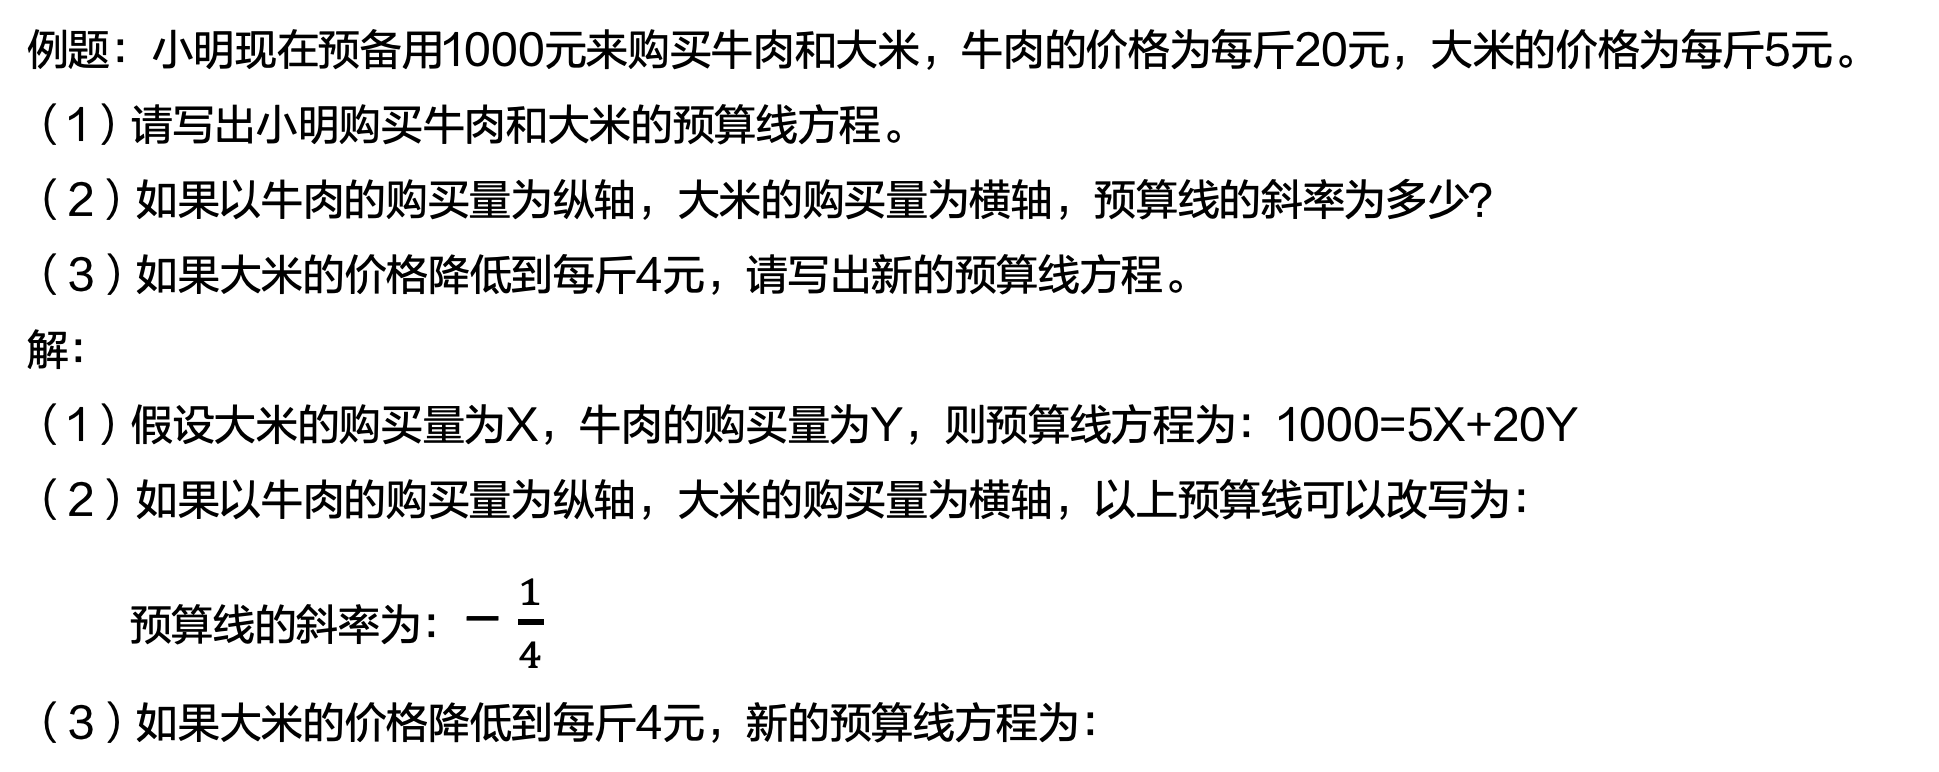 例题：小明现在预备用1000元来购买牛肉和大米，牛肉的价格为每斤20元，大米的价格为每斤5元。
（1）请写出小明购买牛肉和大米的预算线方程。
（2）如果以牛肉的购买量为纵轴，大米的购买量为横轴，预算线的斜率为多少?
（3）如果大米的价格降低到每斤4元，请写出新的预算线方程。
解：
（1）假设大米的购买量为X，牛肉的购买量为Y，则预算线方程为：1000=5X+20Y
（2）如果以牛肉的购买量为纵轴，大米的购买量为横轴，以上预算线可以改写为：
预算线的斜率为：－1/4
（3）如果大米的价格降低到每斤4元，新的预算线方程为：